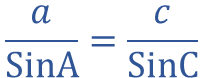 a/SinA = c/SinC